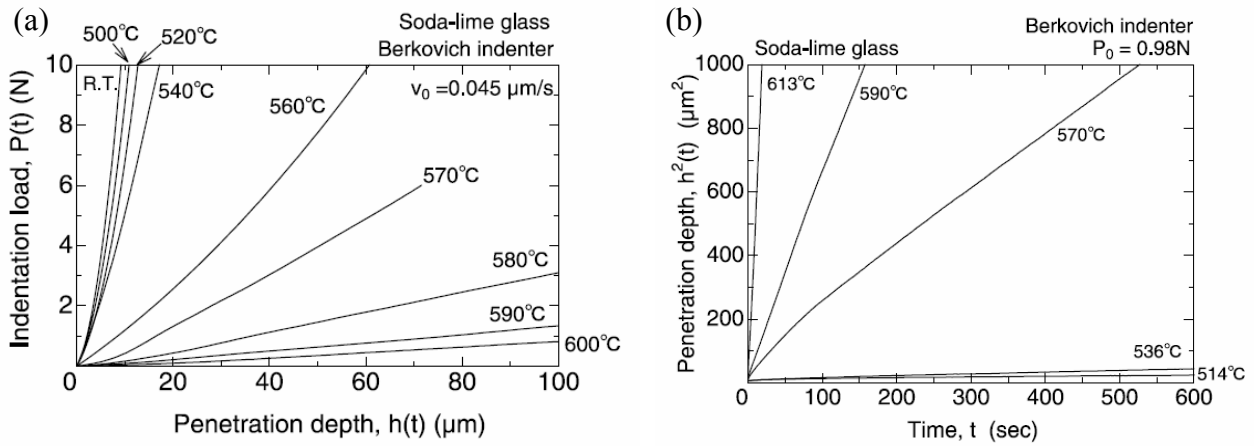 (a)
Soda-lime glass
Berkovich indenter
500℃
520℃
R.T.
540℃
v₀ =0.045 μm/s
560℃
570℃
580℃
590℃
600℃
10
8
6
4
2
0 20 40 60 80 100
Indentation load, P(t) (N)
Penetration depth, h(t) (μm)
(b)
Soda-lime glass
Berkovich indenter
P₀ = 0.98N
613℃
590℃
570℃
536℃
514℃
1000
800
600
400
200
0 100 200 300 400 500 600
Penetration depth, h²(t) (μm²)
Time, t (sec)